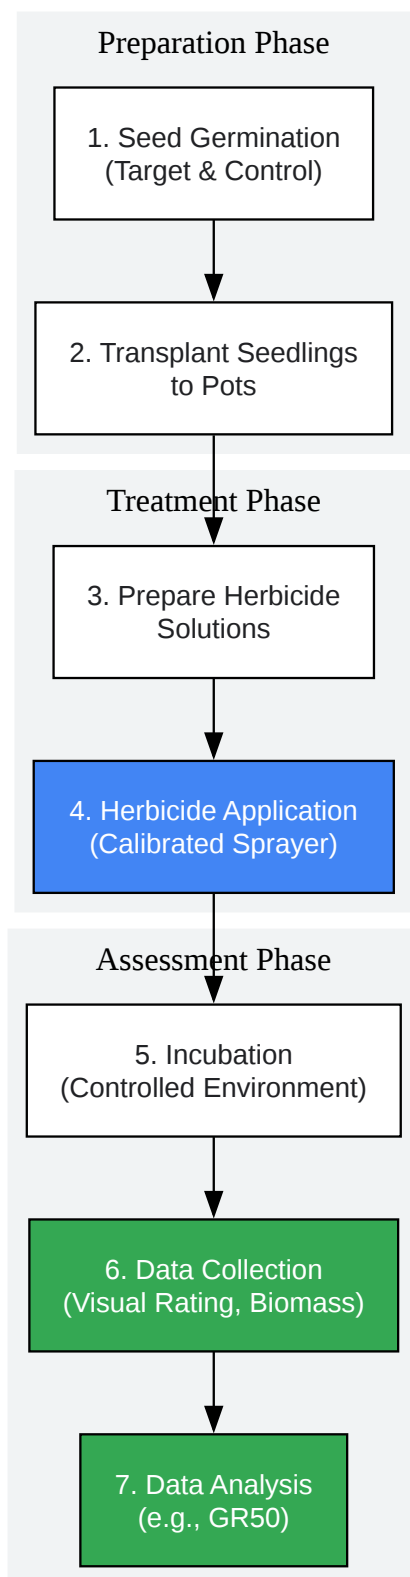 Preparation Phase
1. Seed Germination
(Target & Control)
2. Transplant Seedlings
to Pots
Treatment Phase
3. Prepare Herbicide
Solutions
4. Herbicide Application
(Calibrated Sprayer)
Assessment Phase
5. Incubation
(Controlled Environment)
6. Data Collection
(Visual Rating, Biomass)
7. Data Analysis
(e.g., GR50)